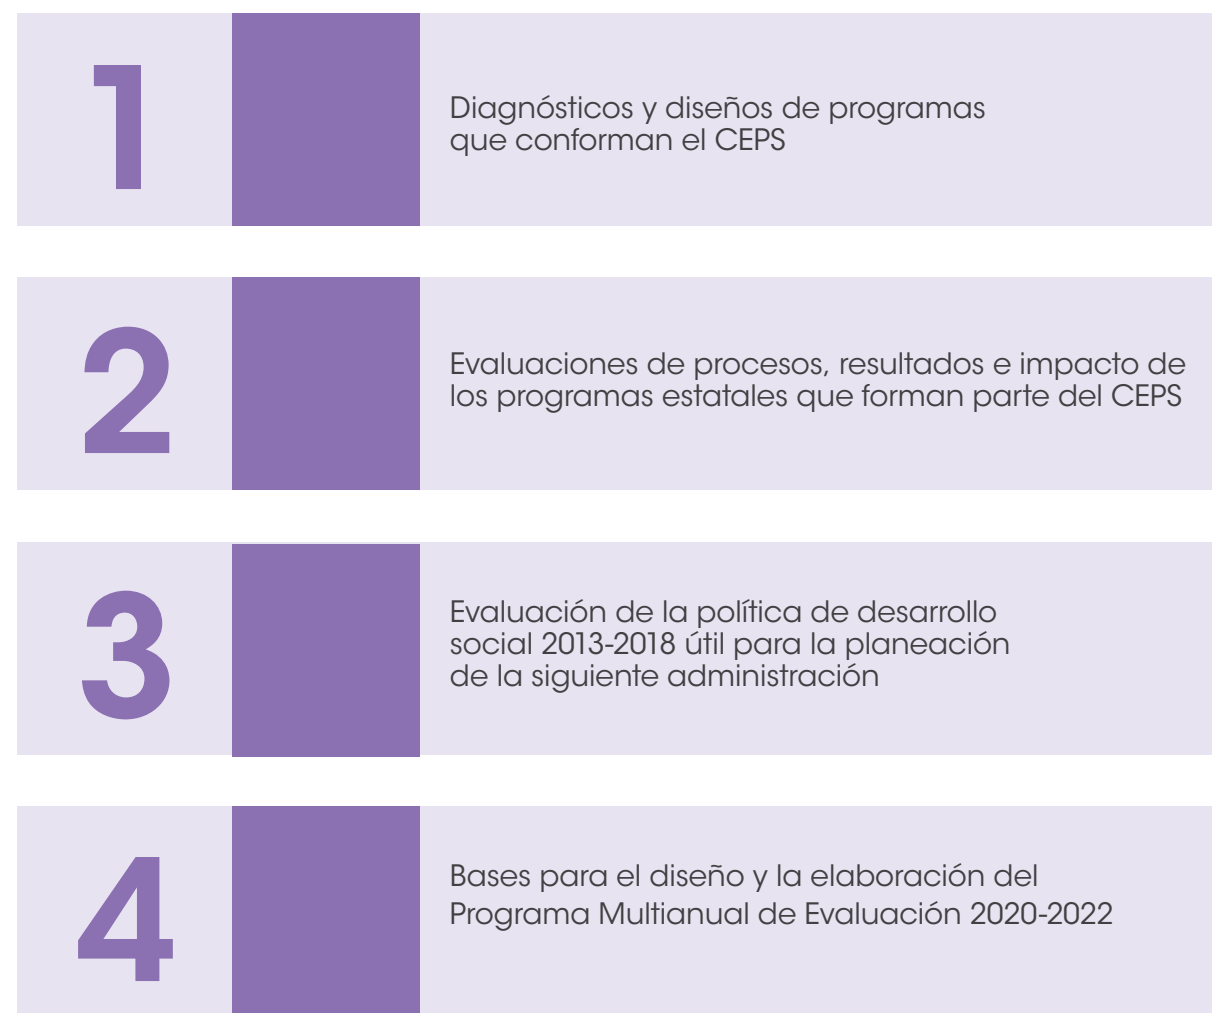 1
Diagnósticos y diseños de programas
que conforman el CEPS
2
Evaluaciones de procesos, resultados e impacto de
los programas estatales que forman parte del CEPS
3
Evaluación de la política de desarrollo
social 2013-2018 útil para la planeación
de la siguiente administración
4
Bases para el diseño y la elaboración del
Programa Multianual de Evaluación 2020-2022